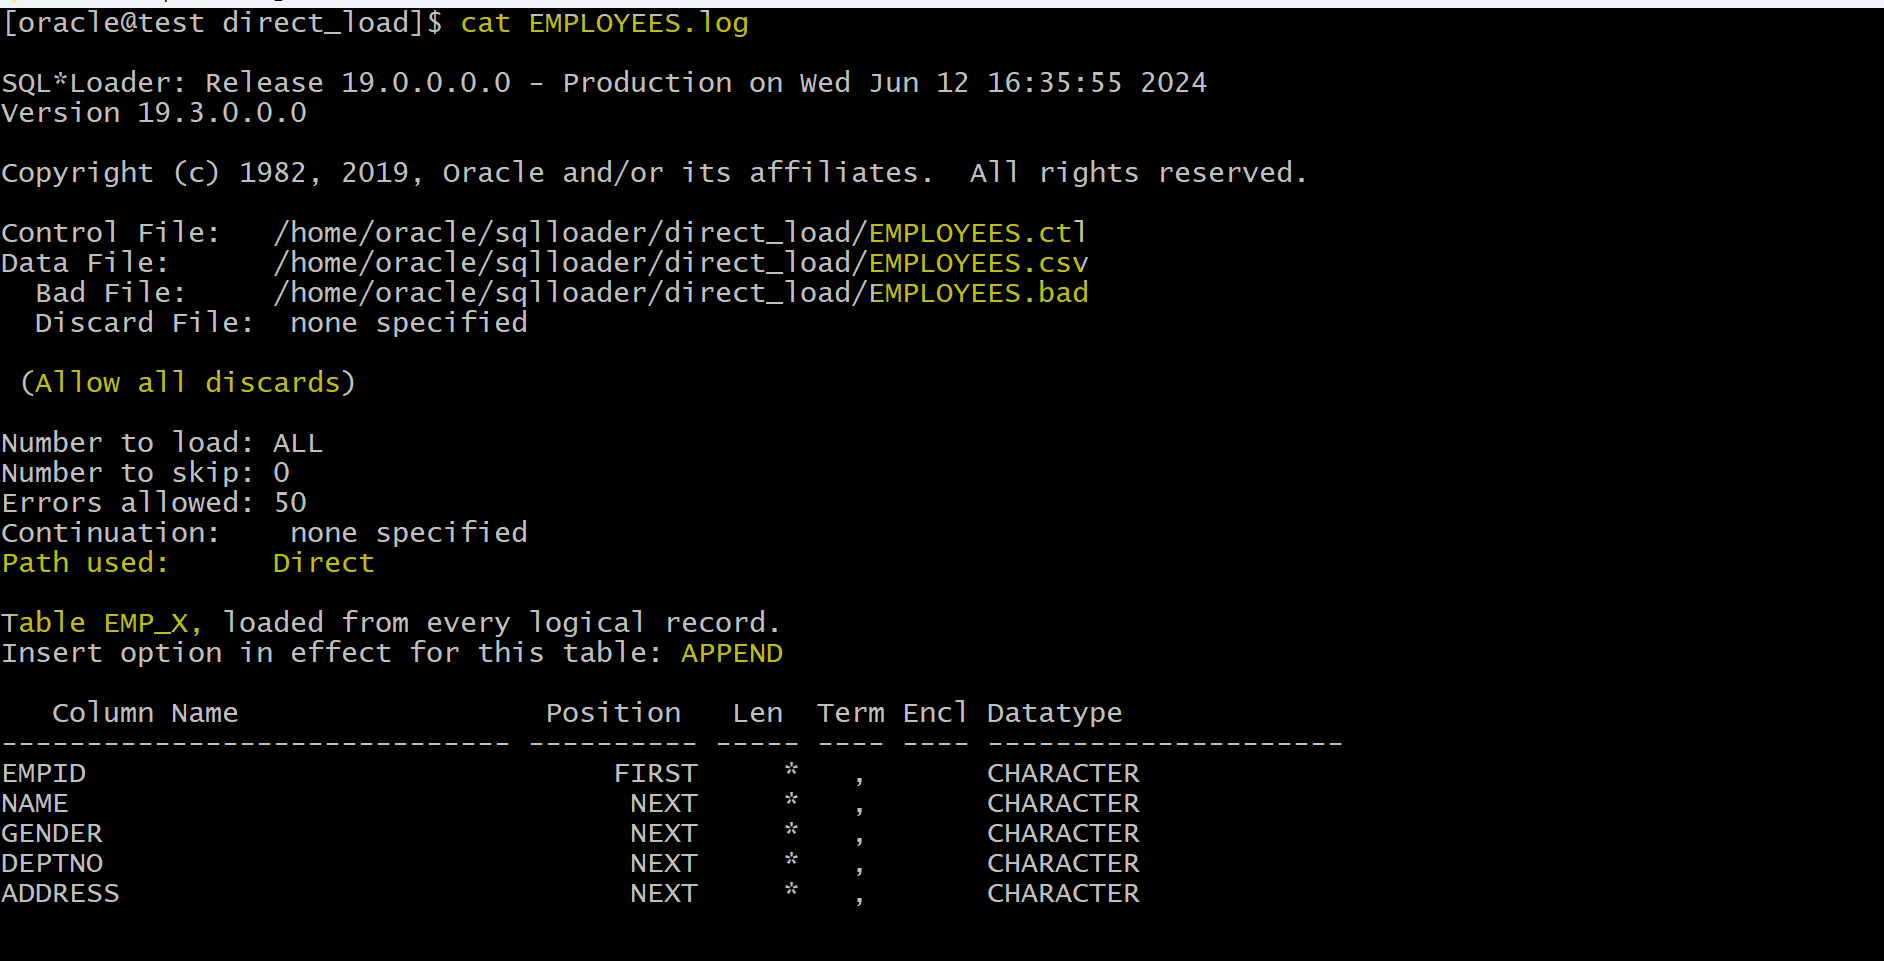 [oracle@test direct_load]$ cat EMPLOYEES.log
SQL*Loader: Release 19.0.0.0.0 - Production on Wed Jun 12 16:35:55 2024
Version 19.3.0.0.0
Copyright (c) 1982, 2019, Oracle and/or its affiliates.  All rights reserved.
Control File:   /home/oracle/sqlloader/direct_load/EMPLOYEES.ctl
Data File:      /home/oracle/sqlloader/direct_load/EMPLOYEES.csv
  Bad File:     /home/oracle/sqlloader/direct_load/EMPLOYEES.bad
  Discard File:  none specified
 (Allow all discards)
Number to load: ALL
Number to skip: 0
Errors allowed: 50
Continuation:    none specified
Path used:      Direct
Table EMP_X, loaded from every logical record.
Insert option in effect for this table: APPEND
   Column Name                  Position   Len  Term Encl Datatype
------------------------------ ---------- ----- ---- ---- ---------------------
EMPID                               FIRST     *   ,       CHARACTER
NAME                                 NEXT     *   ,       CHARACTER
GENDER                               NEXT     *   ,       CHARACTER
DEPTNO                               NEXT     *   ,       CHARACTER
ADDRESS                              NEXT     *   ,       CHARACTER